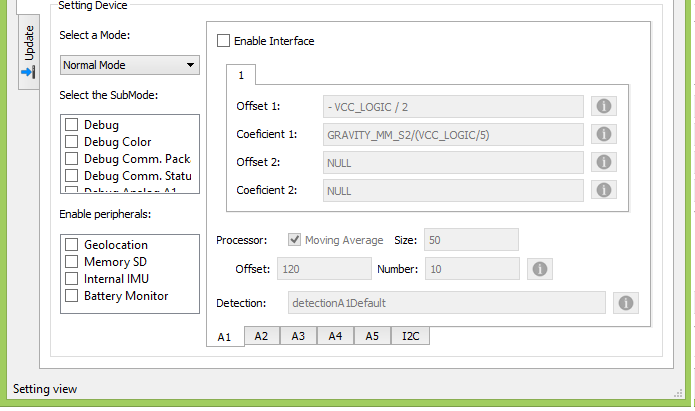 Setting Device
Update
Select a Mode:
Normal Mode
Select the SubMode:
Debug
Debug Color
Debug Comm. Pack
Debug Comm. Statu
Debug Analog A1
Enable peripherals:
Geolocation
Memory SD
Internal IMU
Battery Monitor
Enable Interface
1
Offset 1: - VCC_LOGIC / 2
Coeficient 1: GRAVITY_MM_S2/(VCC_LOGIC/5)
Offset 2: NULL
Coeficient 2: NULL
Processor: Moving Average Size: 50
Offset: 120 Number: 10
Detection: detectionA1Default
A1 A2 A3 A4 A5 I2C
Setting view